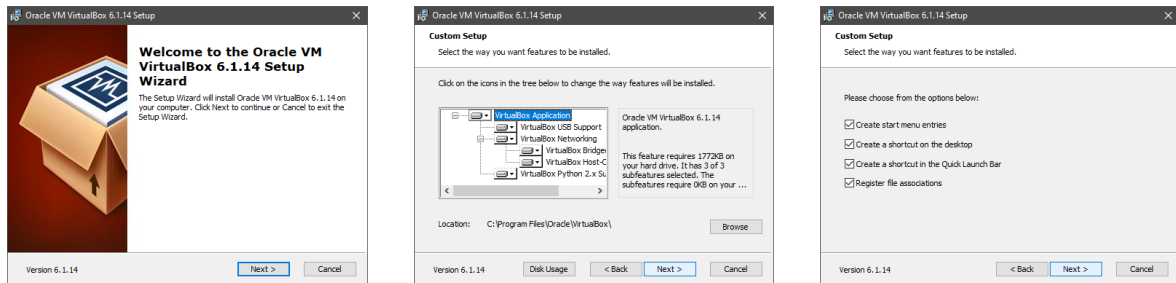 Oracle VM VirtualBox 6.1.14 Setup
Welcome to the Oracle VM
VirtualBox 6.1.14 Setup
Wizard
The Setup Wizard will install Oracle VM VirtualBox 6.1.14 on
your computer. Click Next to continue or Cancel to exit the
Setup Wizard.
Version 6.1.14
Next >
Cancel
Oracle VM VirtualBox 6.1.14 Setup
Custom Setup
Select the way you want features to be installed.
Click on the icons in the tree below to change the way features will be installed.
VirtualBox Application
VirtualBox USB Support
VirtualBox Networking
VirtualBox Bridge
VirtualBox Host-C
VirtualBox Python 2.x Su
Oracle VM VirtualBox 6.1.14
application.
This feature requires 1772KB on
your hard drive. It has 3 of 3
subfeatures selected. The
subfeatures require 0KB on your ...
Location: C:\Program Files\Oracle\VirtualBox\
Browse
Version 6.1.14
Disk Usage
< Back
Next >
Cancel
Oracle VM VirtualBox 6.1.14 Setup
Custom Setup
Select the way you want features to be installed.
Please choose from the options below:
Create start menu entries
Create a shortcut on the desktop
Create a shortcut in the Quick Launch Bar
Register file associations
Version 6.1.14
< Back
Next >
Cancel